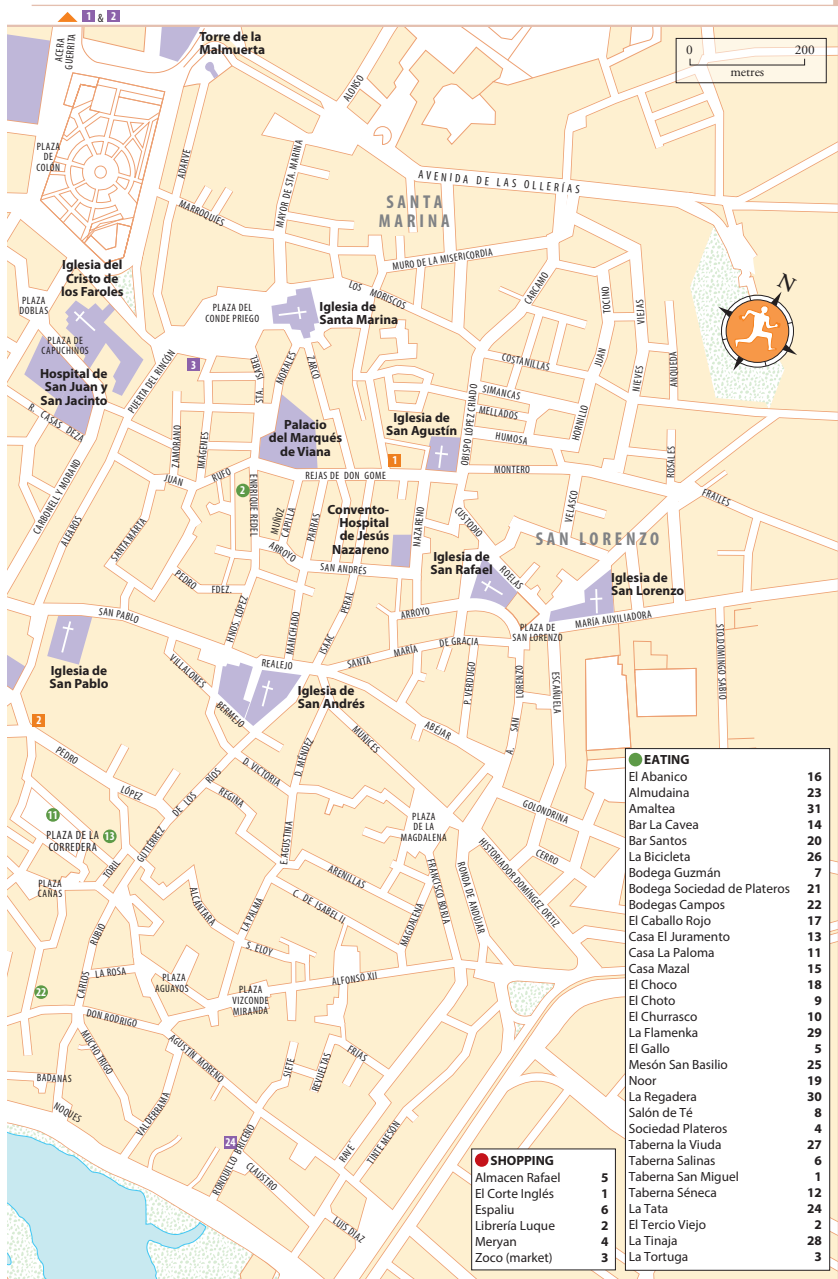 1 & 2
ACERA GUERRITA
Torre de la
Malmuerta
0 200
metres
ALONSO
PLAZA
DE
COLÓN
ADARVE
MAYOR DE STA. MARINA
AVENIDA DE LAS OLLERÍAS
SANTA
MARINA
MARROQUÍES
MURO DE LA MISERICORDIA
Iglesia del
Cristo de
los Faroles
PLAZA
DOBLAS
LOS MORISCOS
CARCAMO
TOCINO
VIEJAS
N
PLAZA DEL
CONDE PRIEGO
Iglesia de
Santa Marina
PLAZA DE
CAPUCHINOS
3
Hospital de
San Juan y
San Jacinto
PUERTA DEL RINCÓN
STA. ISABEL
MORALES
ZARCO
COSTANILLAS
JUAN
NIEVES
ANQUEDA
SIMANCAS
MELLADOS
HUMOSA
HORNILLO
OBISPO LÓPEZ CRIADO
R. CASAS DEZA
Palacio
del Marqués
de Viana
Iglesia de
San Agustín
1
ZAMORANO
IMÁGENES
JUAN RUFO
REJAS DE DON GOME
MONTERO
ROSALES
FRAILES
CARBONELL Y MORAND
ALFAROS
2
ENRRIQUE REDEL
MUÑOZ
CAPILLA
PARRAS
Convento-
Hospital
de Jesús
Nazareno
NAZARENO
CUSTODIO
VELASCO
SAN LORENZO
SANTA MARTA
ARROYO SAN ANDRES
Iglesia de
San Rafael
ROELAS
Iglesia de
San Lorenzo
PEDRO FDEZ.
HNOS. LÓPEZ
MANCHADO
ISAAC PERAL
ARROYO
PLAZA DE
SAN LORENZO
MARÍA AUXILIADORA
SAN PABLO
REALEJO
SANTA MARÍA DE GRACIA
STO. DOMINGO SABIO
Iglesia de
San Pablo
VILLALONES
BERMEJO
Iglesia de
San Andrés
P. VERDUGO
A. SAN LORENZO
ESCAÑUELA
2
ABEJAR
MUÑICES
D. MENDEZ
D. VICTORIA
PEDRO LÓPEZ
REGINA
GUTIERREZ DE LOS RÍOS
11
13
PLAZA DE LA
CORREDERA
TORIL
E. AGUSTINA
PLAZA
DE LA
MAGDALENA
GOLONDRINA
CERRO
HISTORIADOR DOMÍNGEZ ORTIZ
RONDA DE ANDÚJAR
FRANCISCO BORJA
MAGDALENA
ARENILLAS
C. DE ISABEL II
PLAZA
CAÑAS
ALCÁNTARA
LA PALMA
S. ELOY
CARLOS RUBIO
LA ROSA
PLAZA
AGUAYOS
PLAZA
VIZCONDE
MIRANDA
ALFONSO XII
22
DON RODRIGO
AGUSTÍN MORENO
MUCHO TRIGO
BADANAS
NOQUES
VALDERRAMA
SIETE REVUELTAS
FRÍAS
24
RONQUILLO BRICEÑO
CLAUSTRO
RAVE
TINTE MESÓN
LUIS DÍAZ
SHOPPING
Almacen Rafael 5
El Corte Inglés 1
Espaliu 6
Librería Luque 2
Meryan 4
Zoco (market) 3
EATING
El Abanico 16
Almudaina 23
Amaltea 31
Bar La Cavea 14
Bar Santos 20
La Bicicleta 26
Bodega Guzmán 7
Bodega Sociedad de Plateros 21
Bodegas Campos 22
El Caballo Rojo 17
Casa El Juramento 13
Casa La Paloma 11
Casa Mazal 15
El Choco 18
El Choto 9
El Churrasco 10
La Flamenka 29
El Gallo 5
Mesón San Basilio 25
Noor 19
La Regadera 30
Salón de Té 8
Sociedad Plateros 4
Taberna la Viuda 27
Taberna Salinas 6
Taberna San Miguel 1
Taberna Séneca 12
La Tata 24
El Tercio Viejo 2
La Tinaja 28
La Tortuga 3